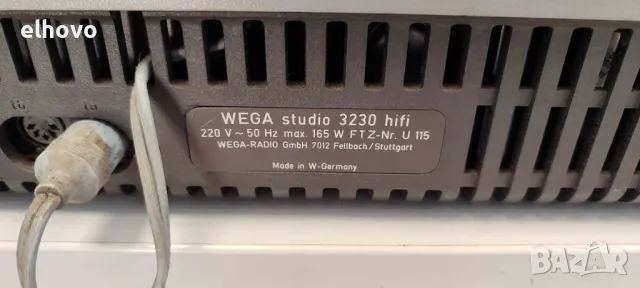 elhovo
WEGA studio 3230 hifi
220 V ~ 50 Hz max. 165 W FTZ-Nr. U 115
WEGA-RADIO GmbH 7012 Fellbach/Stuttgart
Made in W-Germany
BAZAR